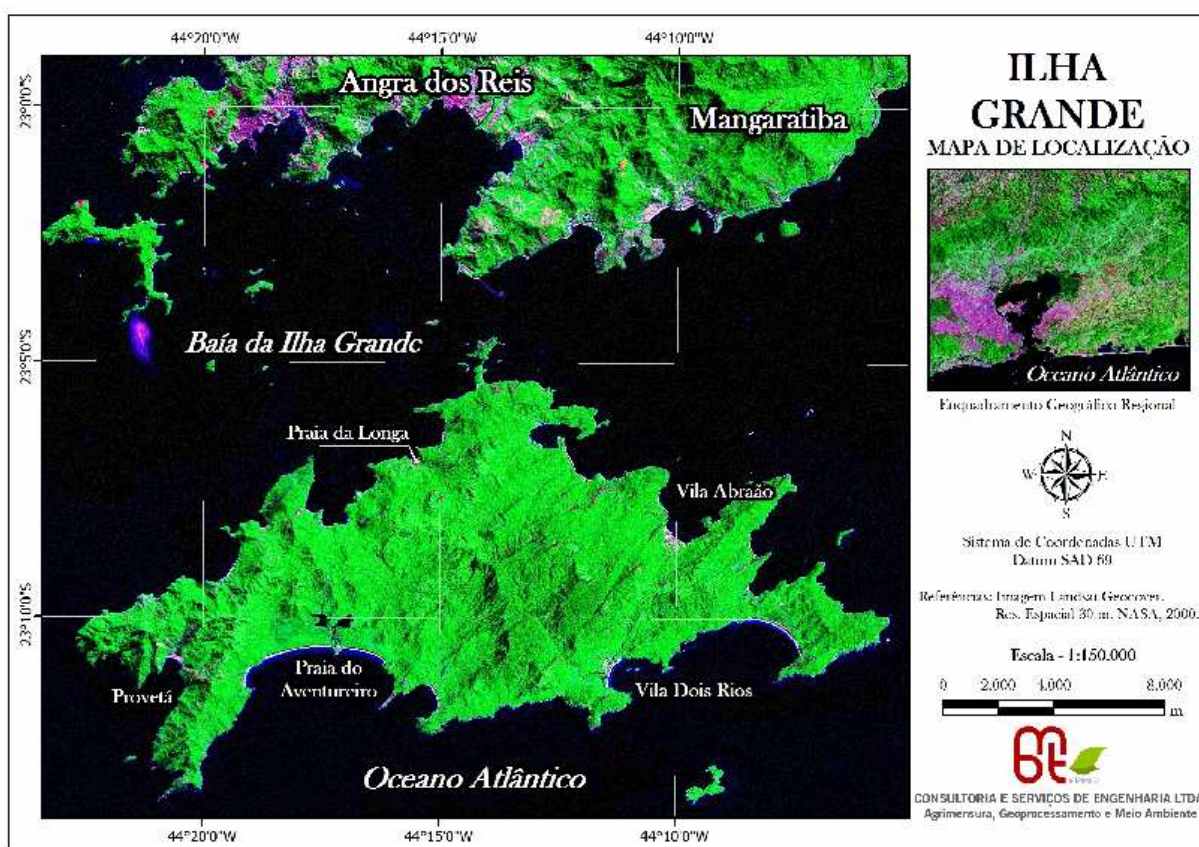 44°20'0"W
44°15'0"W
44°10'0"W
23°0'0"S
23°5'0"S
23°10'0"S
Angra dos Reis
Mangaratiba
Baía da Ilha Grande
Praia da Longa
Vila Abraão
Praia do
Aventureiro
Provetá
Vila Dois Rios
Oceano Atlântico
44°20'0"W
44°15'0"W
44°10'0"W
ILHA
GRANDE
MAPA DE LOCALIZAÇÃO
Oceano Atlântico
Enquadramento Geográfico Regional
N
W
E
S
Sistema de Coordenadas UTM
Datum SAD 69
Referências: Imagem Landsat Geocover.
Res. Espacial 30 m. NASA, 2000.
Escala - 1:150.000
0 2.000 4.000 8.000
m
CONSULTORIA E SERVIÇOS DE ENGENHARIA LTDA
Agrimensura, Geoprocessamento e Meio Ambiente